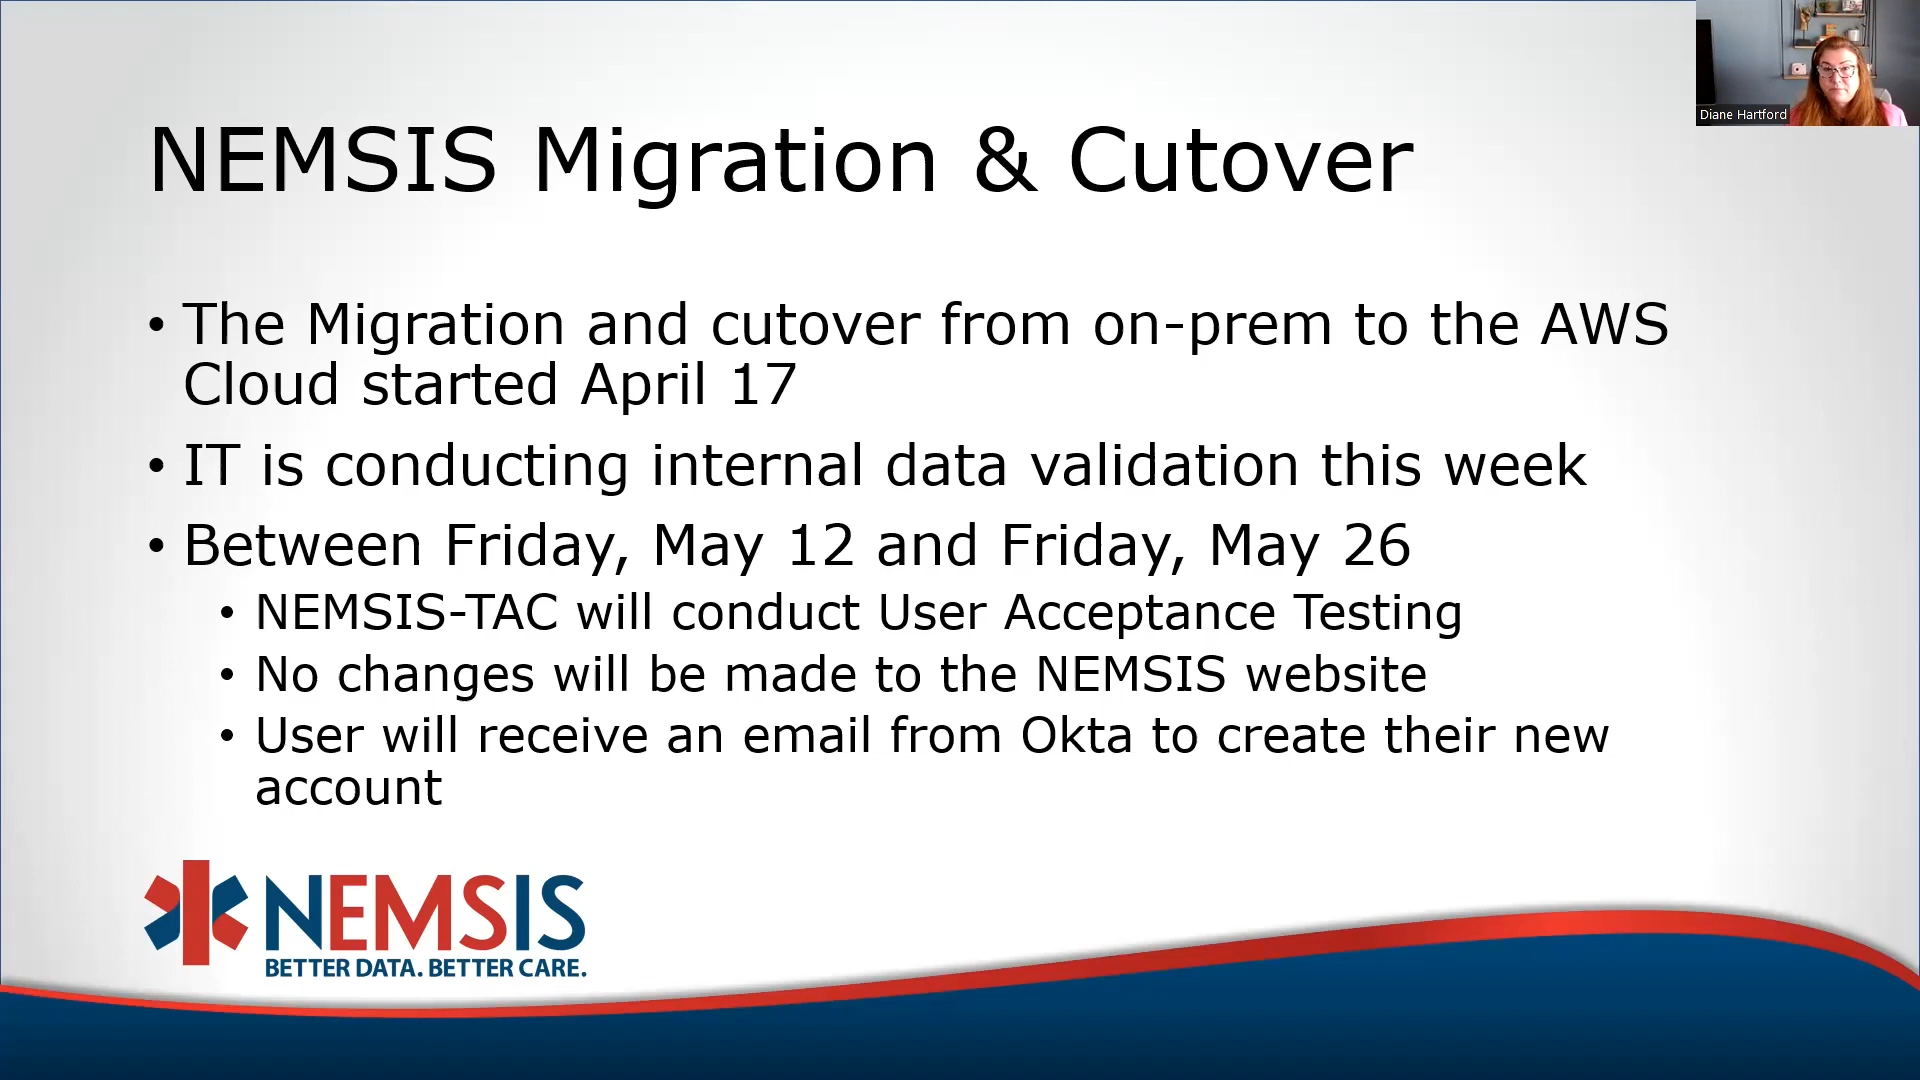 Diane Hartford
NEMSIS Migration & Cutover
• The Migration and cutover from on-prem to the AWS
Cloud started April 17
• IT is conducting internal data validation this week
• Between Friday, May 12 and Friday, May 26
• NEMSIS-TAC will conduct User Acceptance Testing
• No changes will be made to the NEMSIS website
• User will receive an email from Okta to create their new
account
NEMSIS
BETTER DATA. BETTER CARE.